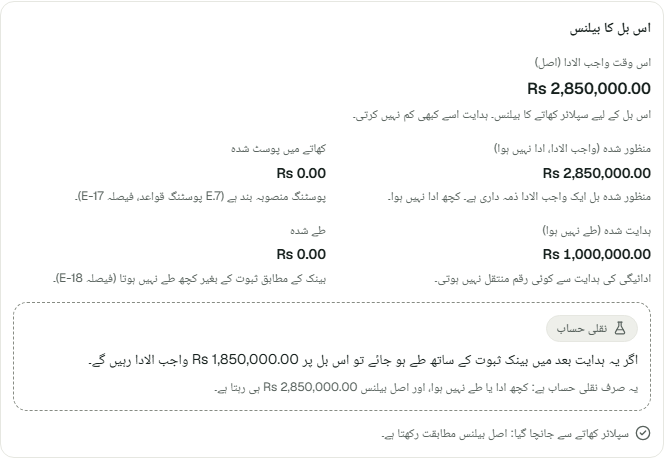 اس بل کا بیلنس
اس وقت واجب الادا (اصل)
Rs 2,850,000.00
اس بل کے لیے سپلائر کھاتے کا بیلنس۔ ہدایت اسے کبھی کم نہیں کرتی۔
منظور شدہ (واجب الادا، ادا نہیں ہوا)
Rs 2,850,000.00
منظور شدہ بل ایک واجب الادا ذمہ داری ہے۔ کچھ ادا نہیں ہوا۔
کھاتے میں پوسٹ شدہ
Rs 0.00
پوسٹنگ منصوبہ بند ہے (E.7 پوسٹنگ قواعد، فیصلہ E-17)۔
ہدایت شدہ (طے نہیں ہوا)
Rs 1,000,000.00
ادائیگی کی ہدایت سے کوئی رقم منتقل نہیں ہوتی۔
طے شدہ
Rs 0.00
بینک کے مطابق ثبوت کے بغیر کچھ طے نہیں ہوتا (فیصلہ E-18)۔
نقلی حساب
اگر یہ ہدایت بعد میں بینک ثبوت کے ساتھ طے ہو جائے تو اس بل پر Rs 1,850,000.00 واجب الادا رہیں گے۔
یہ صرف نقلی حساب ہے: کچھ ادا یا طے نہیں ہوا، اور اصل بیلنس Rs 2,850,000.00 ہی رہتا ہے۔
سپلائر کھاتے سے جانچا گیا: اصل بیلنس مطابقت رکھتا ہے۔